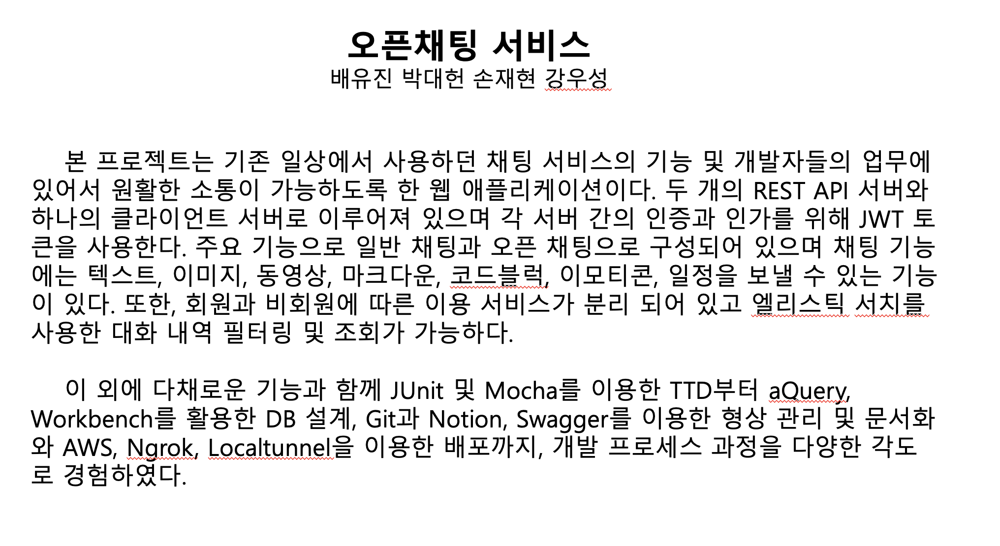 오픈채팅 서비스
배유진 박대헌 손재현 강우성
본 프로젝트는 기존 일상에서 사용하던 채팅 서비스의 기능 및 개발자들의 업무에
있어서 원활한 소통이 가능하도록 한 웹 애플리케이션이다. 두 개의 REST API 서버와
하나의 클라이언트 서버로 이루어져 있으며 각 서버 간의 인증과 인가를 위해 JWT 토
큰을 사용한다. 주요 기능으로 일반 채팅과 오픈 채팅으로 구성되어 있으며 채팅 기능
에는 텍스트, 이미지, 동영상, 마크다운, 코드블럭, 이모티콘, 일정을 보낼 수 있는 기능
이 있다. 또한, 회원과 비회원에 따른 이용 서비스가 분리 되어 있고 엘리스틱 서치를
사용한 대화 내역 필터링 및 조회가 가능하다.
이 외에 다채로운 기능과 함께 JUnit 및 Mocha를 이용한 TTD부터 aQuery,
Workbench를 활용한 DB 설계, Git과 Notion, Swagger를 이용한 형상 관리 및 문서화
와 AWS, Ngrok, Localtunnel을 이용한 배포까지, 개발 프로세스 과정을 다양한 각도
로 경험하였다.